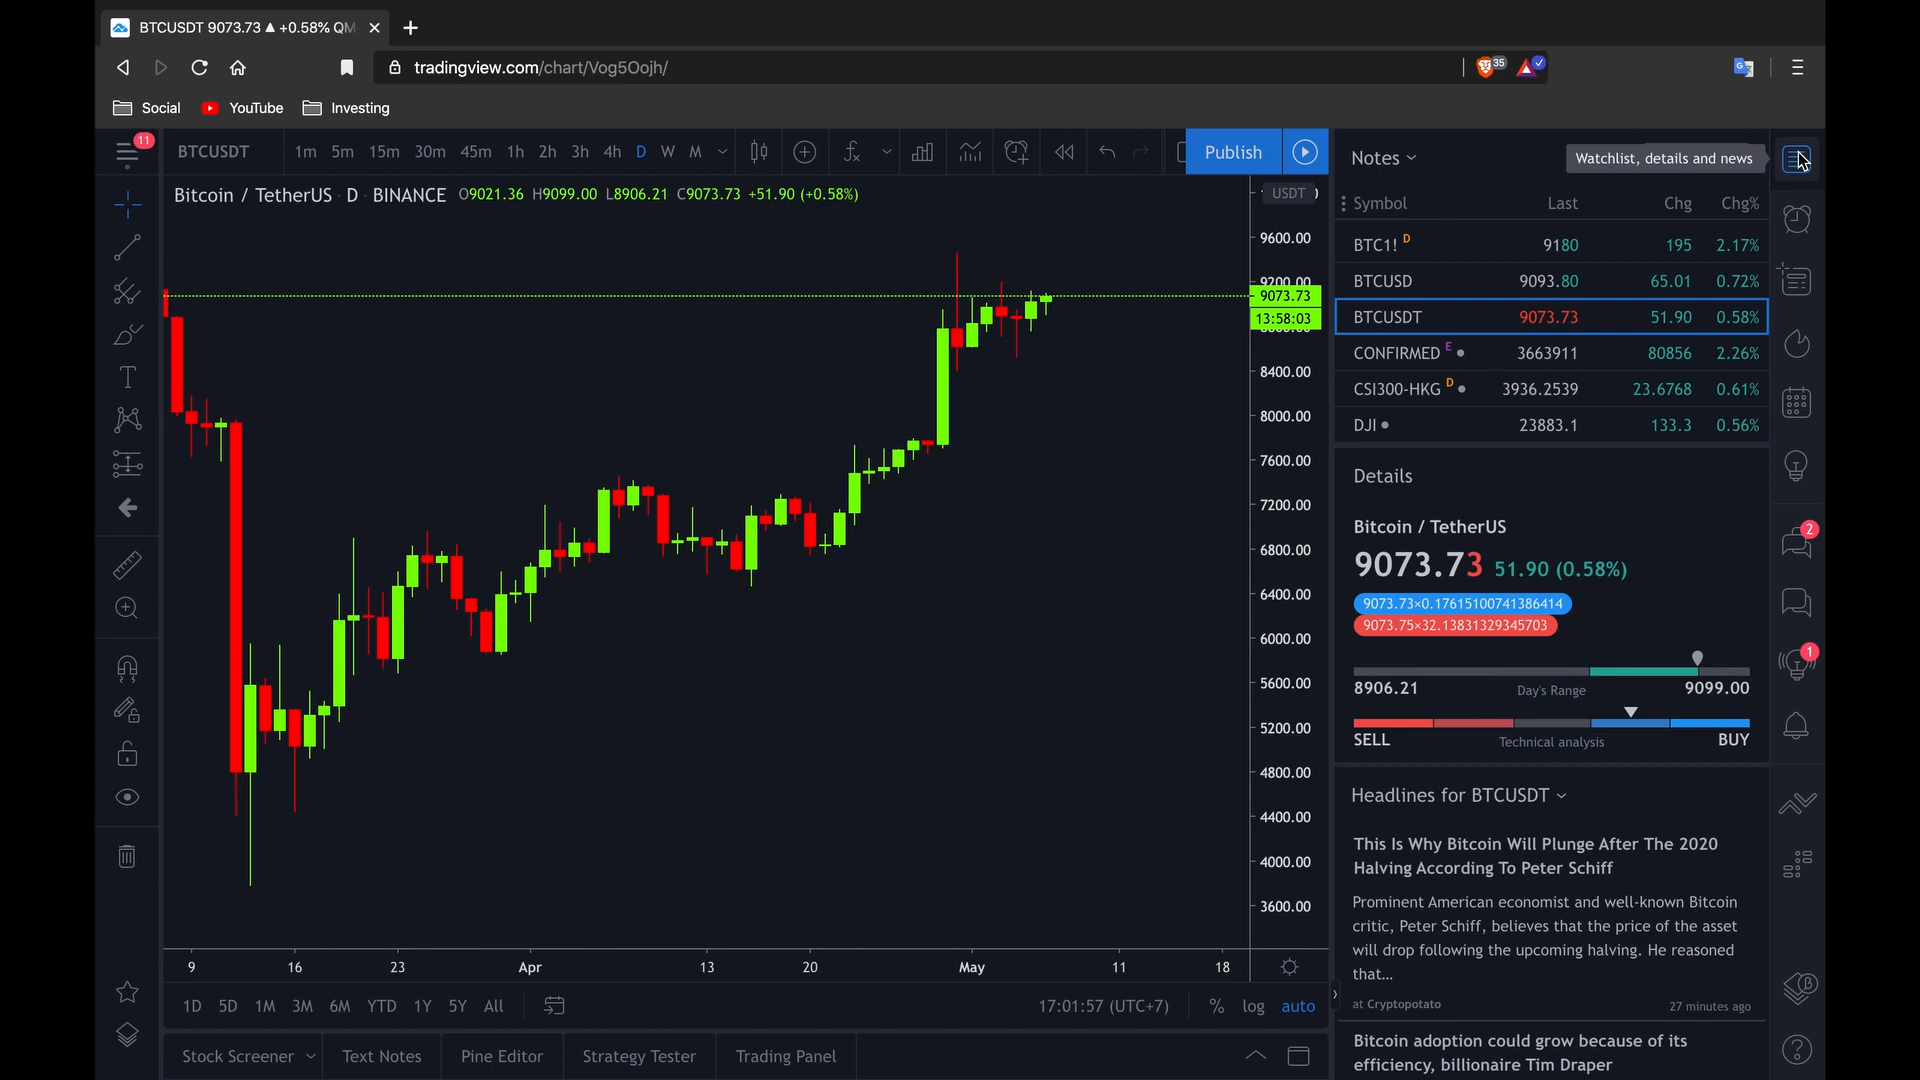 BTCUSDT 9073.73 ▲ +0.58% QM
35
tradingview.com/chart/Vog5Oojh/
Social YouTube Investing
11
BTCUSDT 1m 5m 15m 30m 45m 1h 2h 3h 4h D W M Publish
Notes
Watchlist, details and news
Bitcoin / TetherUS · D · BINANCE O9021.36 H9099.00 L8906.21 C9073.73 +51.90 (+0.58%)
USDT
Symbol Last Chg Chg%
BTC1! D 9180 195 2.17%
BTCUSD 9093.80 65.01 0.72%
BTCUSDT 9073.73 51.90 0.58%
CONFIRMED E 3663911 80856 2.26%
CSI300-HKG D 3936.2539 23.6768 0.61%
DJI 23883.1 133.3 0.56%
9600.00
9200.00
9073.73
13:58:03
8400.00
8000.00
7600.00
7200.00
6800.00
6400.00
6000.00
5600.00
5200.00
4800.00
4400.00
4000.00
3600.00
Details
Bitcoin / TetherUS
9073.73 51.90 (0.58%)
9073.73×0.17615100741386414
9073.75×32.13831329345703
8906.21 Day's Range 9099.00
SELL Technical analysis BUY
2
1
Headlines for BTCUSDT
This Is Why Bitcoin Will Plunge After The 2020
Halving According To Peter Schiff
Prominent American economist and well-known Bitcoin
critic, Peter Schiff, believes that the price of the asset
will drop following the upcoming halving. He reasoned
that...
at Cryptopotato 27 minutes ago
Bitcoin adoption could grow because of its
efficiency, billionaire Tim Draper
9 16 23 Apr 13 20 May 11 18
1D 5D 1M 3M 6M YTD 1Y 5Y All 17:01:57 (UTC+7) % log auto
Stock Screener Text Notes Pine Editor Strategy Tester Trading Panel